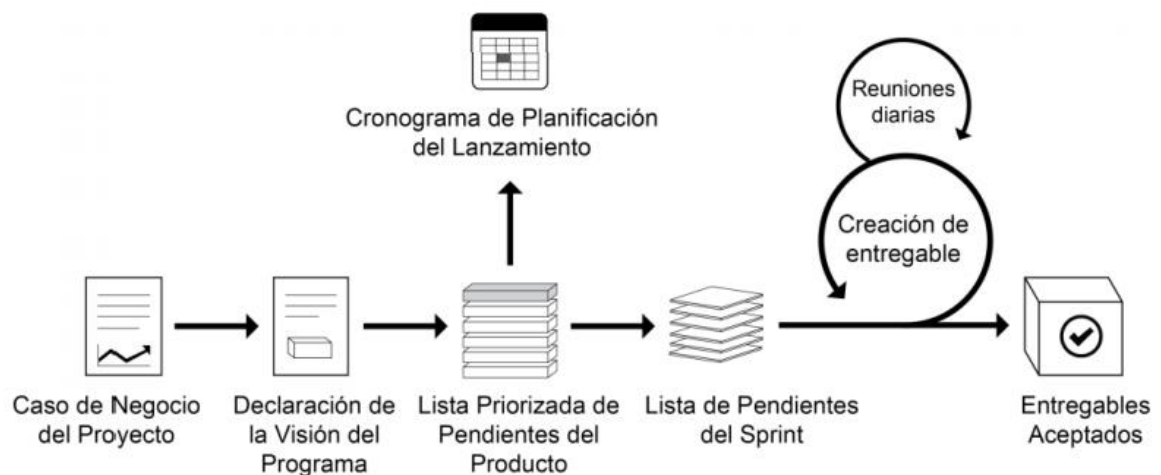 Cronograma de Planificación
del Lanzamiento
Reuniones
diarias
Creación de
entregable
Caso de Negocio
del Proyecto
Declaración de
la Visión del
Programa
Lista Priorizada de
Pendientes del
Producto
Lista de Pendientes
del Sprint
Entregables
Aceptados